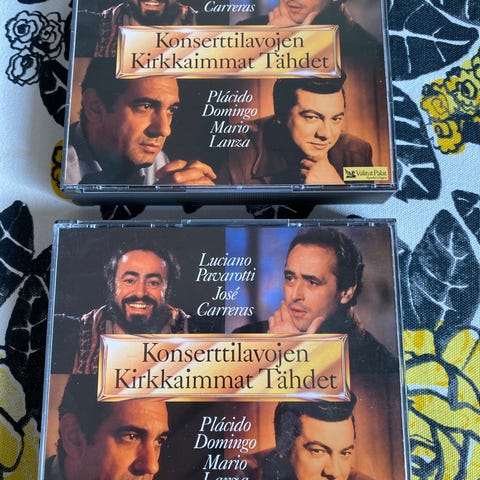 Carreras
Konserttilavojen
Kirkkaimmat Tähdet
Plácido
Domingo
Mario
Lanza
Valitut Palat
Luciano
Pavarotti
José
Carreras
Konserttilavojen
Kirkkaimmat Tähdet
Plácido
Domingo
Mario
Lanza